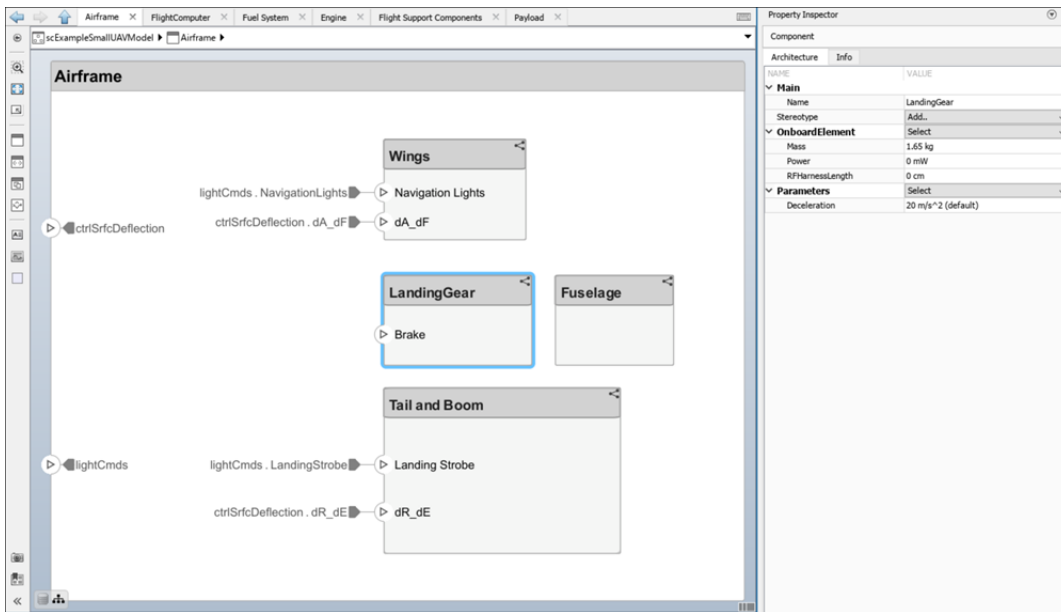 Airframe × FlightComputer × Fuel System × Engine × Flight Support Components × Payload ×
scExampleSmallUAVModel ▶ Airframe ▶
Airframe
Wings
lightCmds . NavigationLights
Navigation Lights
ctrlSrfcDeflection . dA_dF
dA_dF
ctrlSrfcDeflection
LandingGear
Brake
Fuselage
Tail and Boom
lightCmds
lightCmds . LandingStrobe
Landing Strobe
ctrlSrfcDeflection . dR_dE
dR_dE
Property Inspector
Component
Architecture Info
NAME VALUE
Main
Name LandingGear
Stereotype Add..
OnboardElement Select
Mass 1.65 kg
Power 0 mW
RFHarnessLength 0 cm
Parameters Select
Deceleration 20 m/s^2 (default)